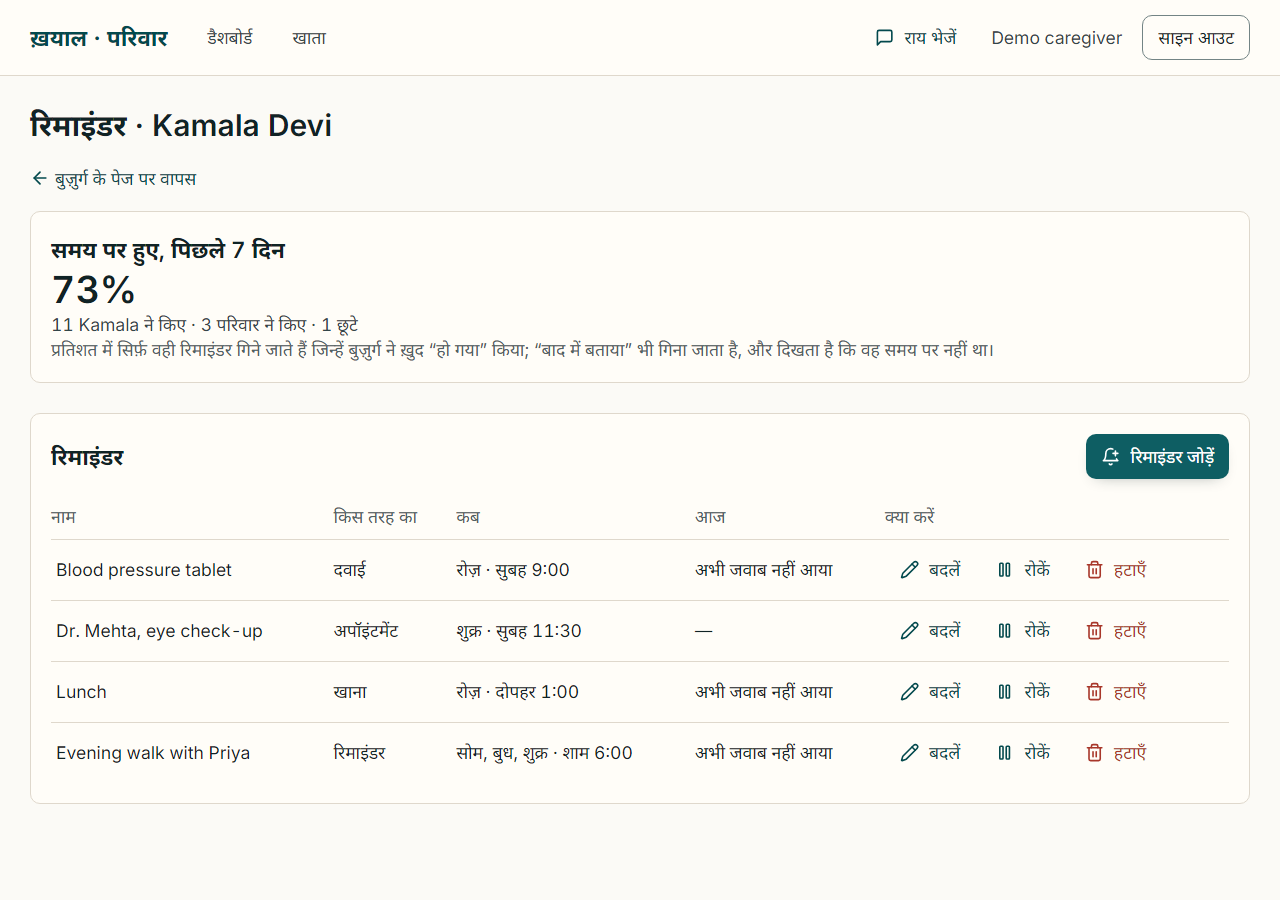 ख़याल · परिवार
डैशबोर्ड
खाता
राय भेजें
Demo caregiver
साइन आउट
रिमाइंडर · Kamala Devi
बुज़ुर्ग के पेज पर वापस
समय पर हुए, पिछले 7 दिन
73%
11 Kamala ने किए · 3 परिवार ने किए · 1 छूटे
प्रतिशत में सिर्फ़ वही रिमाइंडर गिने जाते हैं जिन्हें बुज़ुर्ग ने ख़ुद “हो गया” किया; “बाद में बताया” भी गिना जाता है, और दिखता है कि वह समय पर नहीं था।
रिमाइंडर
रिमाइंडर जोड़ें
नाम किस तरह का कब आज क्या करें
Blood pressure tablet दवाई रोज़ · सुबह 9:00 अभी जवाब नहीं आया बदलें रोकें हटाएँ
Dr. Mehta, eye check-up अपॉइंटमेंट शुक्र · सुबह 11:30 — बदलें रोकें हटाएँ
Lunch खाना रोज़ · दोपहर 1:00 अभी जवाब नहीं आया बदलें रोकें हटाएँ
Evening walk with Priya रिमाइंडर सोम, बुध, शुक्र · शाम 6:00 अभी जवाब नहीं आया बदलें रोकें हटाएँ